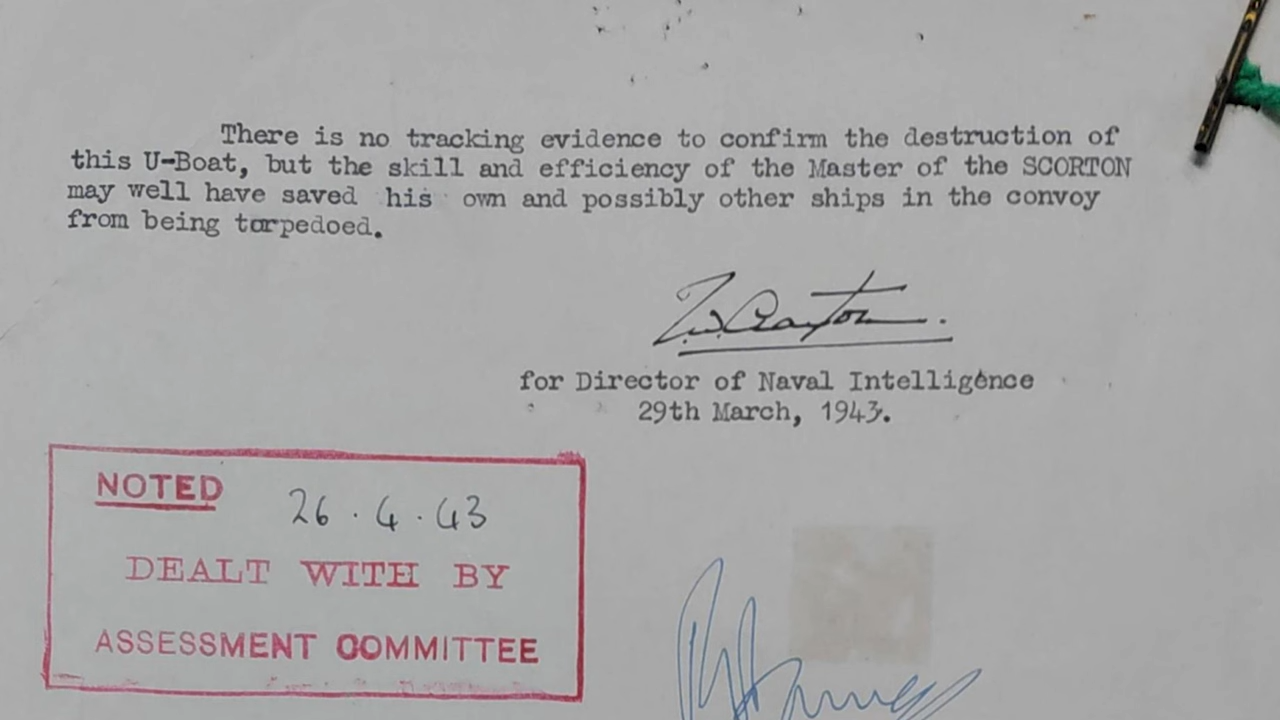 There is no tracking evidence to confirm the destruction of
this U-Boat, but the skill and efficiency of the Master of the SCORTON
may well have saved his own and possibly other ships in the convoy
from being torpedoed.
for Director of Naval Intelligence
29th March, 1943.
NOTED 26.4.43
DEALT WITH BY
ASSESSMENT COMMITTEE